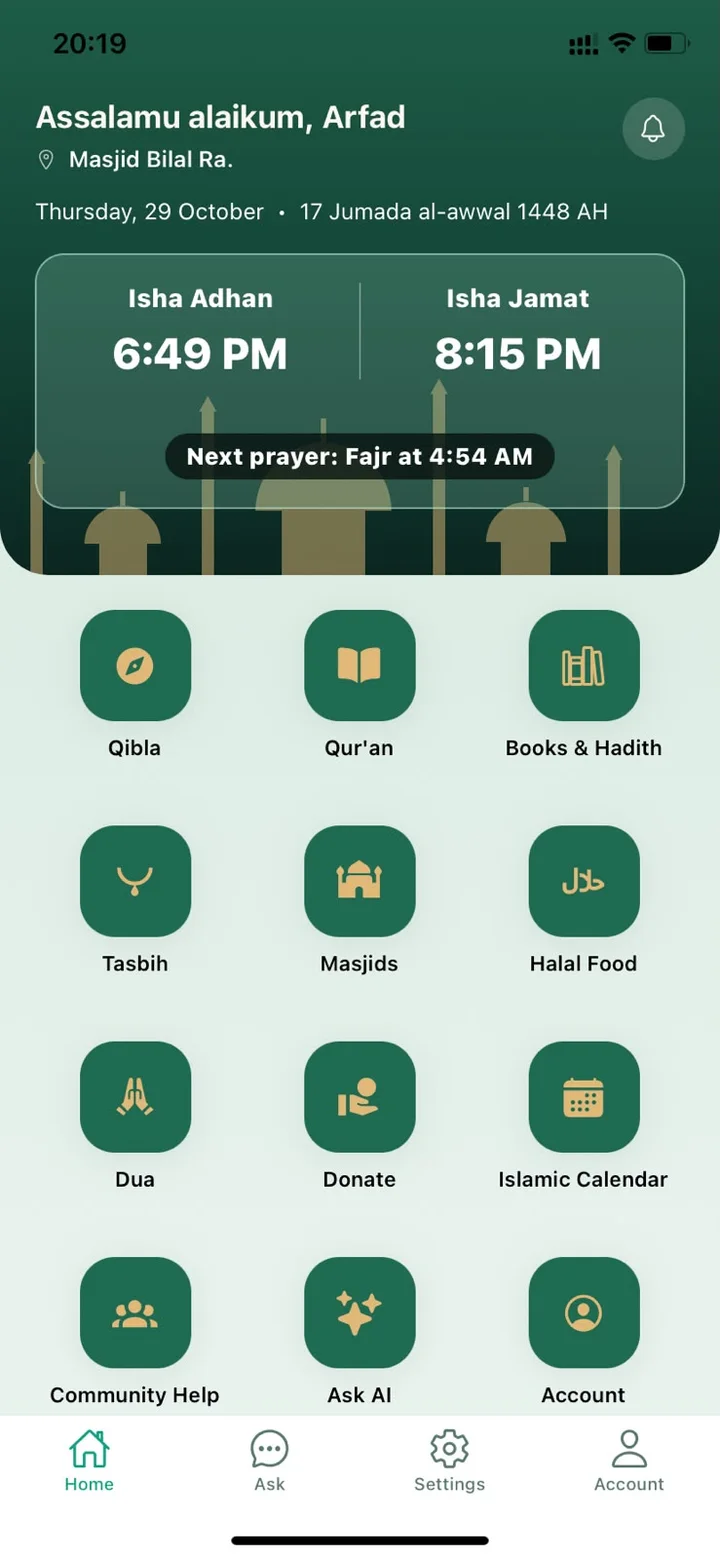 20:19
Assalamu alaikum, Arfad
Masjid Bilal Ra.
Thursday, 29 October • 17 Jumada al-awwal 1448 AH
Isha Adhan
6:49 PM
Isha Jamat
8:15 PM
Next prayer: Fajr at 4:54 AM
Qibla
Qur'an
Books & Hadith
Tasbih
Masjids
حلال
Halal Food
Dua
Donate
Islamic Calendar
Community Help
Ask AI
Account
Home
Ask
Settings
Account